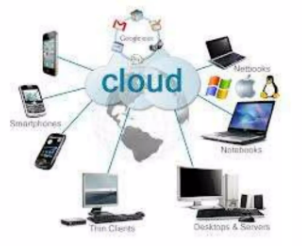 cloud
Netbooks
Smartphones
Notebooks
Thin Clients
Desktops & Servers